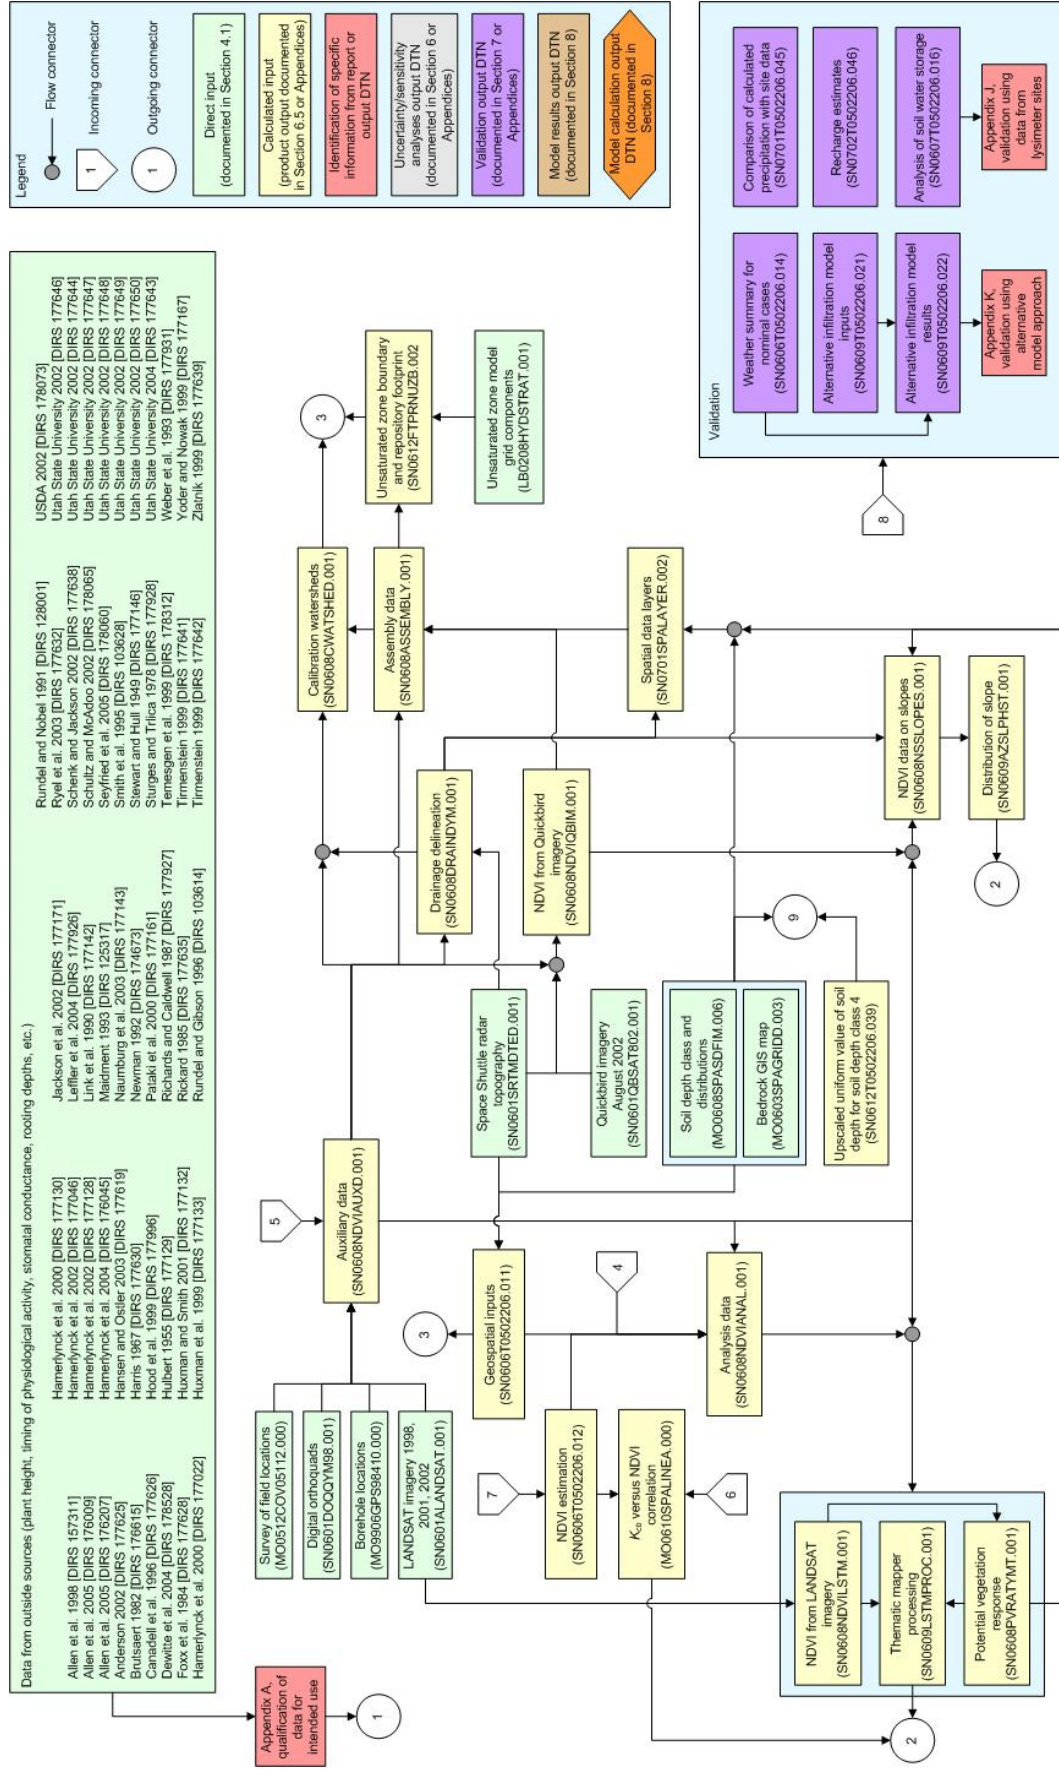 Data from outside sources (plant height, timing of physiological activity, stomatal conductance, rooting depths, etc.)
Allen et al. 1998 [DIRS 157311]
Allen et al. 2005 [DIRS 176009]
Allen et al. 2005 [DIRS 176207]
Anderson 2002 [DIRS 177625]
Brutsaert 1982 [DIRS 176615]
Canadell et al. 1996 [DIRS 177626]
Dewitte et al. 2004 [DIRS 178528]
Foxx et al. 1984 [DIRS 177628]
Hamerlynck et al. 2000 [DIRS 177022]
Hamerlynck et al. 2000 [DIRS 177130]
Hamerlynck et al. 2002 [DIRS 177046]
Hamerlynck et al. 2002 [DIRS 177128]
Hamerlynck et al. 2004 [DIRS 176045]
Hansen and Ostler 2003 [DIRS 177619]
Harris 1967 [DIRS 177630]
Hood et al. 1999 [DIRS 177996]
Hulbert 1955 [DIRS 177129]
Huxman and Smith 2001 [DIRS 177132]
Huxman et al. 1999 [DIRS 177133]
Jackson et al. 2002 [DIRS 177171]
Leffler et al. 2004 [DIRS 177926]
Link et al. 1990 [DIRS 177142]
Maidment 1993 [DIRS 125317]
Naumburg et al. 2003 [DIRS 177143]
Newman 1992 [DIRS 174673]
Pataki et al. 2000 [DIRS 177161]
Richards and Caldwell 1987 [DIRS 177927]
Rickard 1985 [DIRS 177635]
Rundel and Gibson 1996 [DIRS 103614]
Rundel and Nobel 1991 [DIRS 128001]
Ryel et al. 2003 [DIRS 177632]
Schenk and Jackson 2002 [DIRS 177638]
Schultz and McAdoo 2002 [DIRS 178065]
Seyfried et al. 2005 [DIRS 178060]
Smith et al. 1995 [DIRS 103628]
Stewart and Hull 1949 [DIRS 177146]
Sturges and Trlica 1978 [DIRS 177928]
Temesgen et al. 1999 [DIRS 178312]
Tirmenstein 1999 [DIRS 177641]
Tirmenstein 1999 [DIRS 177642]
USDA 2002 [DIRS 178073]
Utah State University 2002 [DIRS 177646]
Utah State University 2002 [DIRS 177644]
Utah State University 2002 [DIRS 177647]
Utah State University 2002 [DIRS 177648]
Utah State University 2002 [DIRS 177649]
Utah State University 2002 [DIRS 177650]
Utah State University 2004 [DIRS 177643]
Weber et al. 1993 [DIRS 177931]
Yoder and Nowak 1999 [DIRS 177167]
Zlatnik 1999 [DIRS 177639]
Legend
Flow connector
1
Incoming connector
1
Outgoing connector
Direct input
(documented in Section 4.1)
Calculated input
(product output documented
in Section 6.5 or Appendices)
Identification of specific
information from report or
output DTN
Uncertainty/sensitivity
analyses output DTN
(documented in Section 6 or
Appendices)
Validation output DTN
(documented in Section 7 or
Appendices)
Model results output DTN
(documented in Section 8)
Model calculation output
DTN (documented in
Section 8)
Appendix A,
qualification of
data for
intended use
1
Survey of field locations
(MO0512COV05112.000)
Digital orthoquads
(SN0601DOQQYM98.001)
Borehole locations
(MO9906GPS98410.000)
LANDSAT imagery 1998,
2001, 2002
(SN0601ALANDSAT.001)
5
Auxiliary data
(SN0608NDVIAUXD.001)
Space Shuttle radar
topography
(SN0601SRTMDTED.001)
Quickbird imagery
August 2002
(SN0601QBSAT802.001)
Drainage delineation
(SN0608DRAINDYM.001)
NDVI from Quickbird
imagery
(SN0608NDVIQBIM.001)
Calibration watersheds
(SN0608CWATSHED.001)
Assembly data
(SN0608ASSEMBLY.001)
Spatial data layers
(SN0701SPALAYER.002)
3
Unsaturated zone boundary
and repository footprint
(SN0612FTPRNUZB.002)
Unsaturated zone model
grid components
(LB0208HYDSTRAT.001)
3
Geospatial inputs
(SN0606T0502206.011)
4
7
NDVI estimation
(SN0606T0502206.012)
Kcb versus NDVI
correlation
(MO0610SPALINEA.000)
6
Analysis data
(SN0608NDVIANAL.001)
Soil depth class and
distributions
(MO0608SPASDFIM.006)
Bedrock GIS map
(MO0603SPAGRIDD.003)
Upscaled uniform value of soil
depth for soil depth class 4
(SN0612T0502206.039)
9
NDVI data on slopes
(SN0608NSSLOPES.001)
Distribution of slope
(SN0609AZSLPHST.001)
2
NDVI from LANDSAT
imagery
(SN0608NDVILSTM.001)
Thematic mapper
processing
(SN0609LSTMPROC.001)
Potential vegetation
response
(SN0608PVRATYMT.001)
2
8
Validation
Weather summary for
nominal cases
(SN0606T0502206.014)
Alternative infiltration model
inputs
(SN0609T0502206.021)
Alternative infiltration model
results
(SN0609T0502206.022)
Appendix K,
validation using
alternative
model approach
Comparison of calculated
precipitation with site data
(SN0701T0502206.045)
Recharge estimates
(SN0702T0502206.046)
Analysis of soil water storage
(SN0607T0502206.016)
Appendix J,
validation using
data from
lysimeter sites